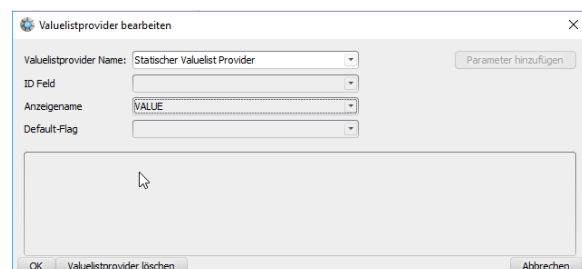 Valuelistprovider bearbeiten
Valuelistprovider Name: Statischer Valuelist Provider Parameter hinzufügen
ID Feld
Anzeigename VALUE
Default-Flag
OK Valuelistprovider löschen Abbrechen